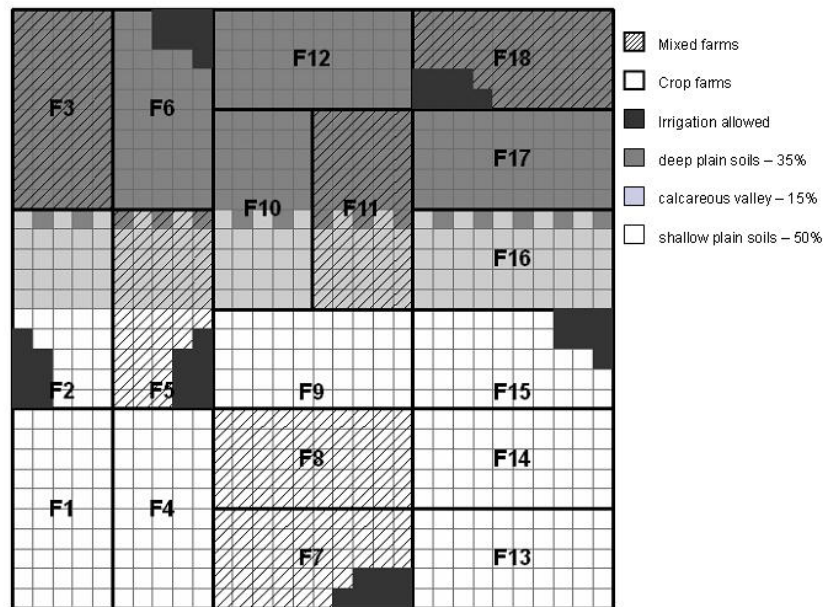 F3
F6
F12
F18
F17
F10
F11
F16
F2
F5
F9
F15
F8
F14
F1
F4
F7
F13
Mixed farms
Crop farms
Irrigation allowed
deep plain soils – 35%
calcareous valley – 15%
shallow plain soils – 50%